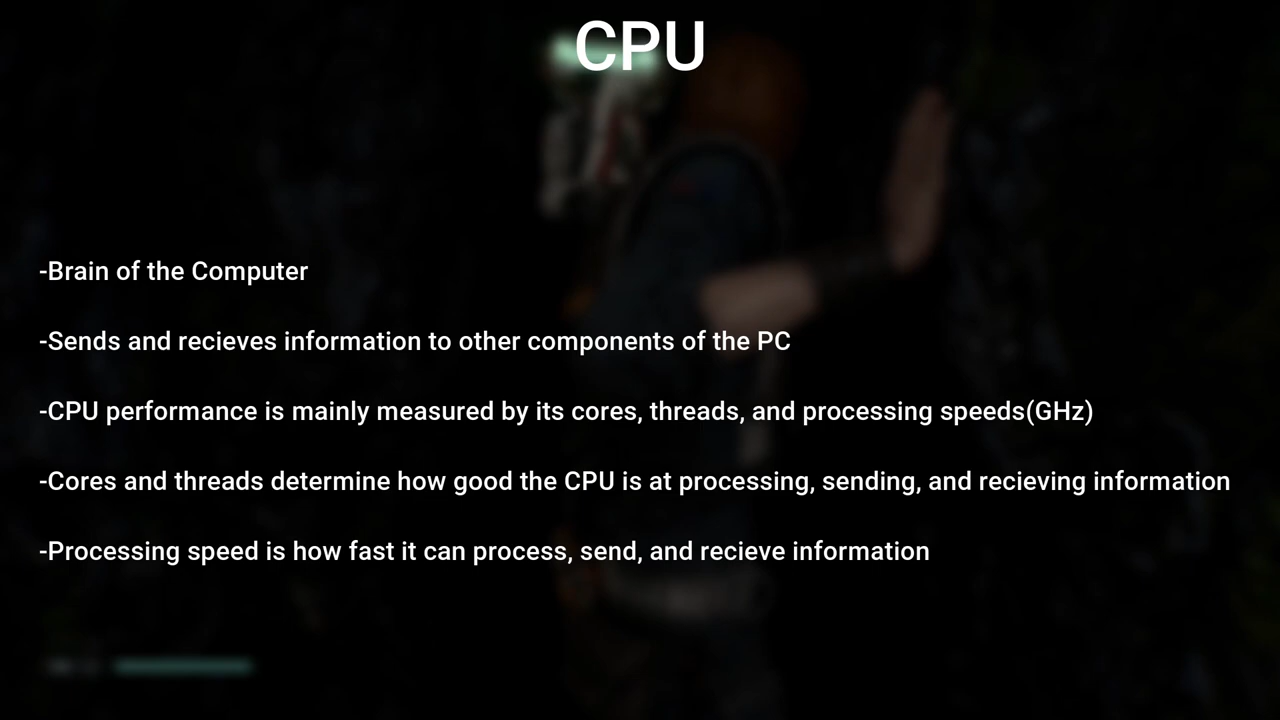 CPU
-Brain of the Computer
-Sends and recieves information to other components of the PC
-CPU performance is mainly measured by its cores, threads, and processing speeds(GHz)
-Cores and threads determine how good the CPU is at processing, sending, and recieving information
-Processing speed is how fast it can process, send, and recieve information